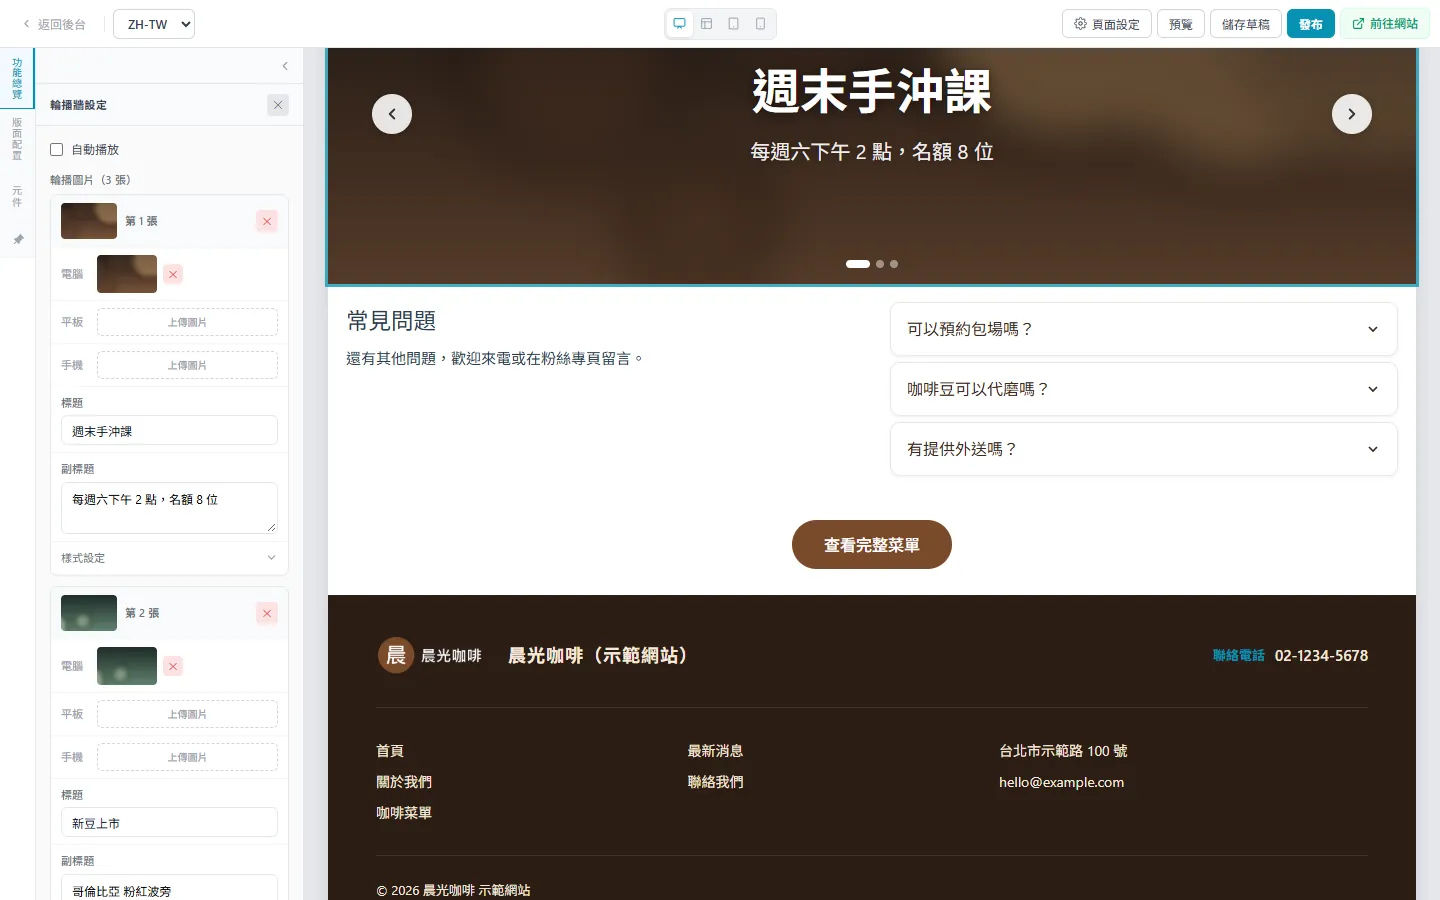 返回後台
ZH-TW
頁面設定
預覽
儲存草稿
發布
前往網站
功能總覽
版面配置
元件
輪播牆設定
自動播放
輪播圖片（3 張）
第 1 張
電腦
平板
上傳圖片
手機
上傳圖片
標題
週末手沖課
副標題
每週六下午 2 點，名額 8 位
樣式設定
第 2 張
電腦
平板
上傳圖片
手機
上傳圖片
標題
新豆上市
副標題
哥倫比亞 粉紅波旁
週末手沖課
每週六下午 2 點，名額 8 位
常見問題
還有其他問題，歡迎來電或在粉絲專頁留言。
可以預約包場嗎？
咖啡豆可以代磨嗎？
有提供外送嗎？
查看完整菜單
晨 晨光咖啡
晨光咖啡（示範網站）
聯絡電話 02-1234-5678
首頁
關於我們
咖啡菜單
最新消息
聯絡我們
台北市示範路 100 號
hello@example.com
© 2026 晨光咖啡 示範網站